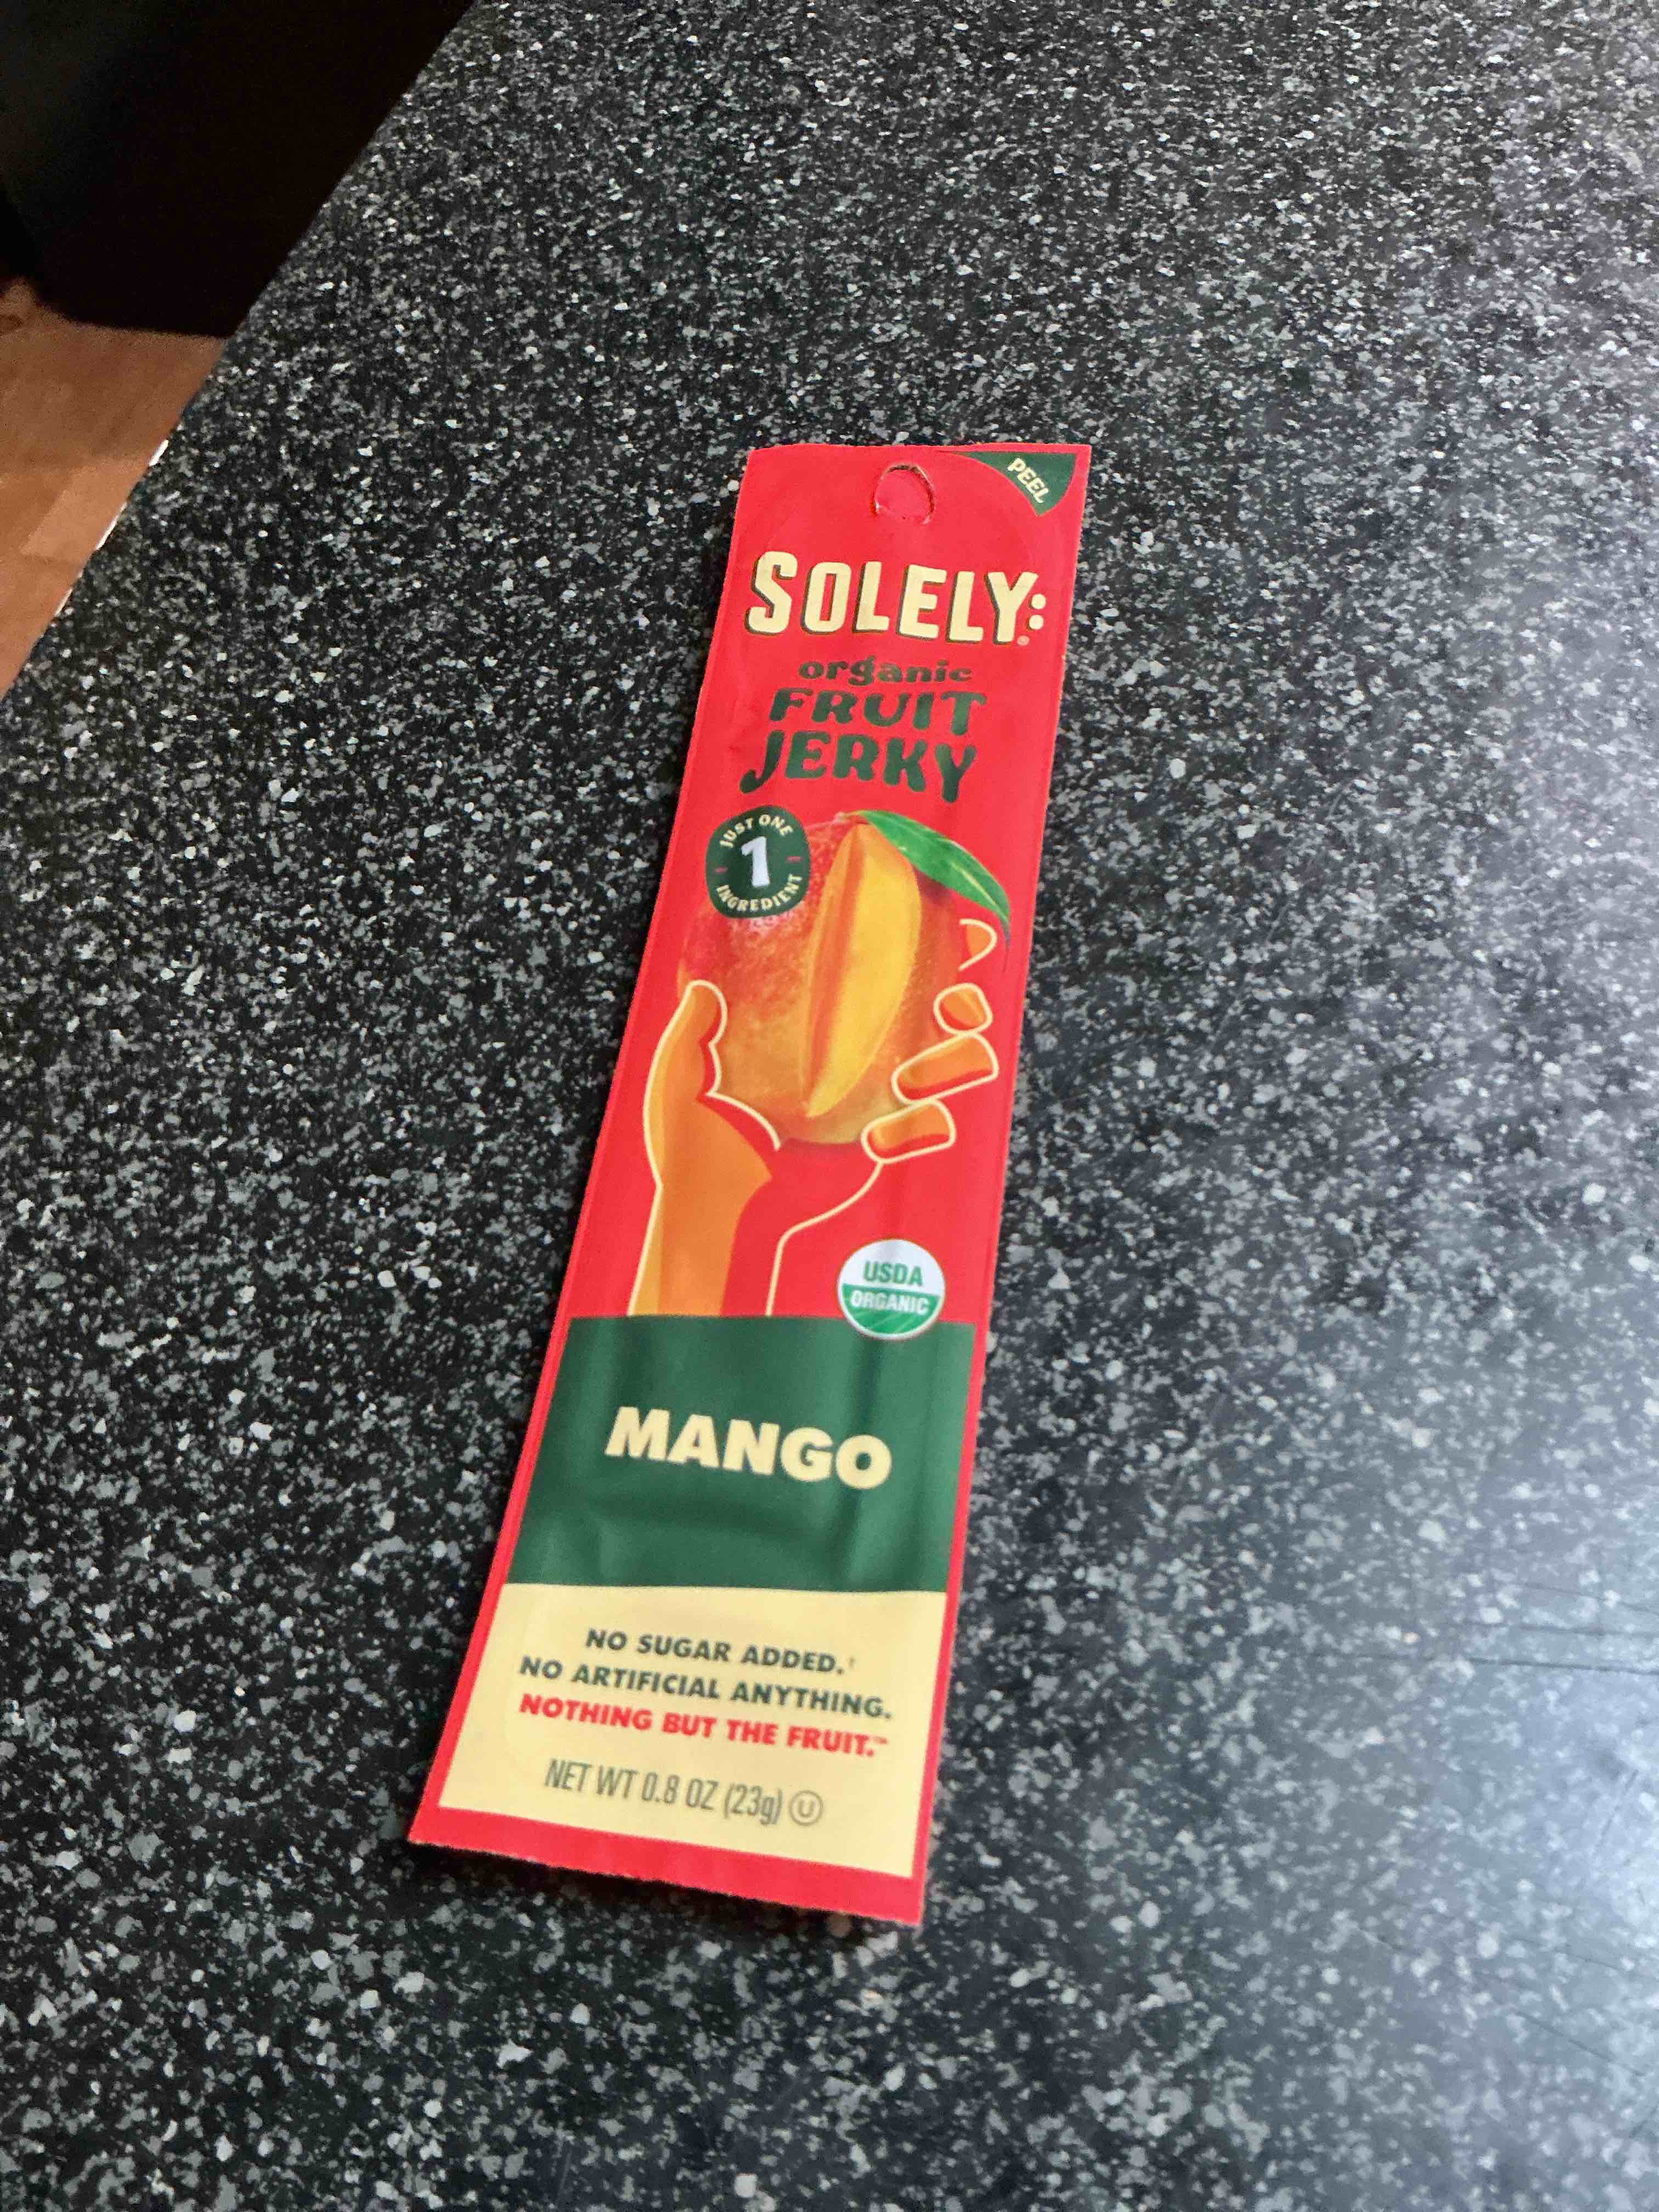 PEEL
SOLELY:
organic
FRUIT
JERKY
JUST ONE
1
INGREDIENT
USDA
ORGANIC
MANGO
NO SUGAR ADDED.†
NO ARTIFICIAL ANYTHING.
NOTHING BUT THE FRUIT.™
NET WT 0.8 OZ (23g) Ⓤ